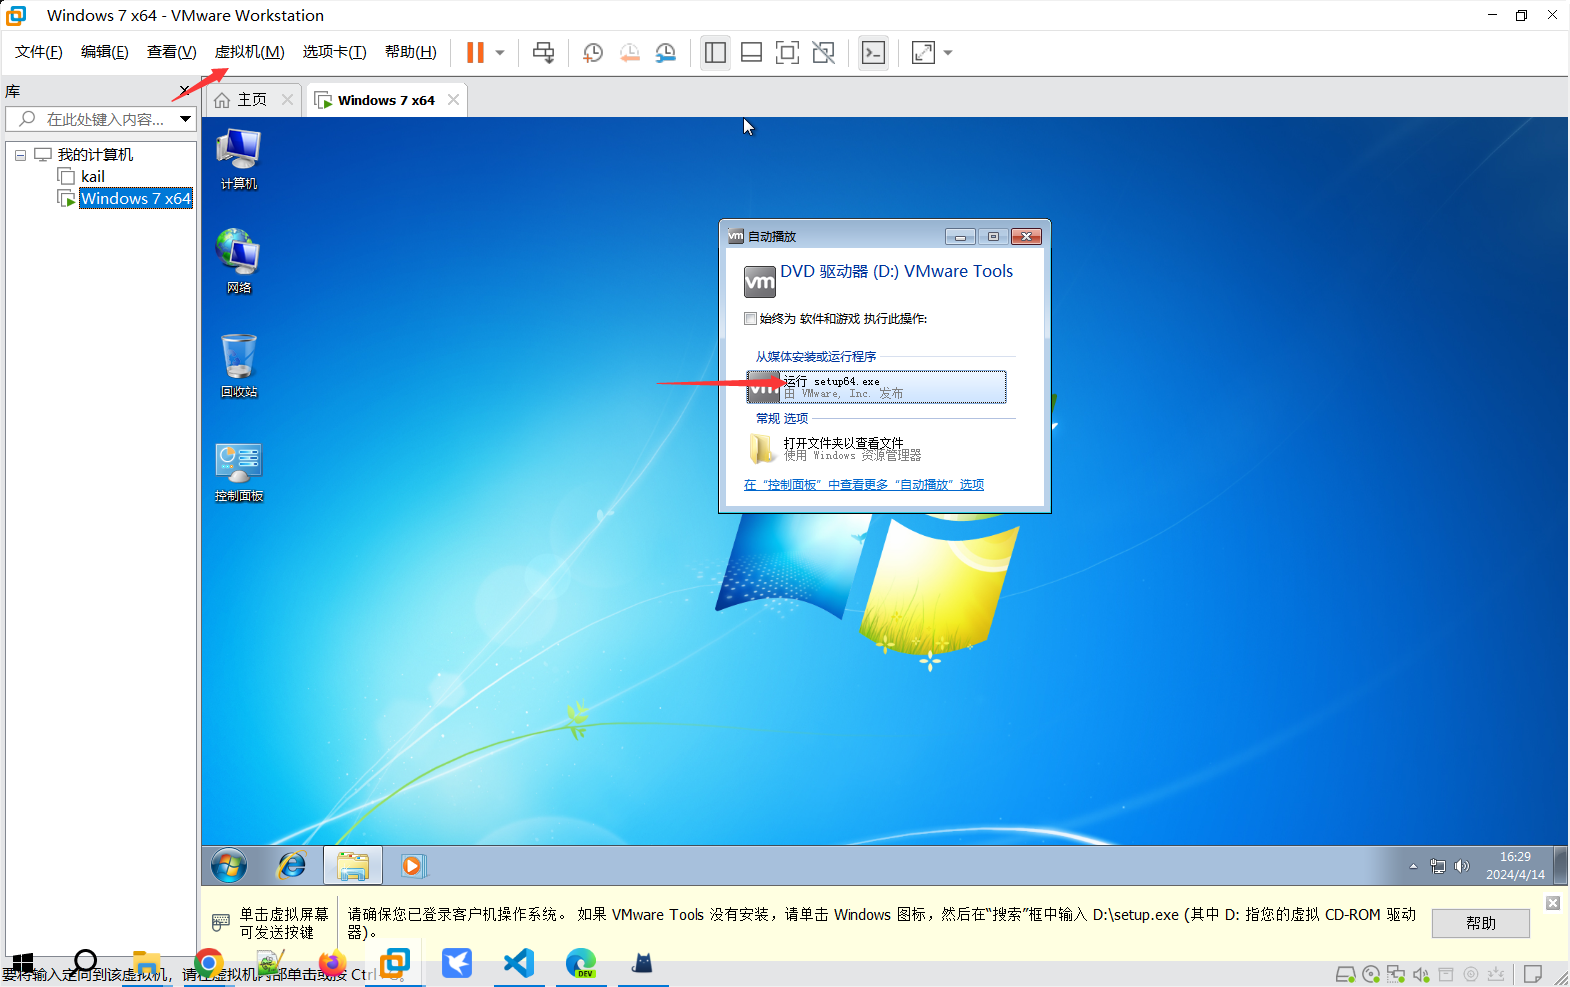 Windows 7 x64 - VMware Workstation
文件(F) 编辑(E) 查看(V) 虚拟机(M) 选项卡(T) 帮助(H)
库
主页
Windows 7 x64
在此处键入内容...
我的计算机
kail
Windows 7 x64
计算机
网络
回收站
控制面板
vm 自动播放
vm DVD 驱动器 (D:) VMware Tools
始终为 软件和游戏 执行此操作:
从媒体安装或运行程序
vm 运行 setup64.exe
由 VMware, Inc. 发布
常规 选项
打开文件夹以查看文件
使用 Windows 资源管理器
在“控制面板”中查看更多“自动播放”选项
16:29
2024/4/14
单击虚拟屏幕
可发送按键
请确保您已登录客户机操作系统。 如果 VMware Tools 没有安装，请单击 Windows 图标，然后在“搜索”框中输入 D:\setup.exe (其中 D: 指您的虚拟 CD-ROM 驱动
器)。
帮助
DEV
要将输入定向到该虚拟机，请在虚拟机内部单击或按 Ctrl